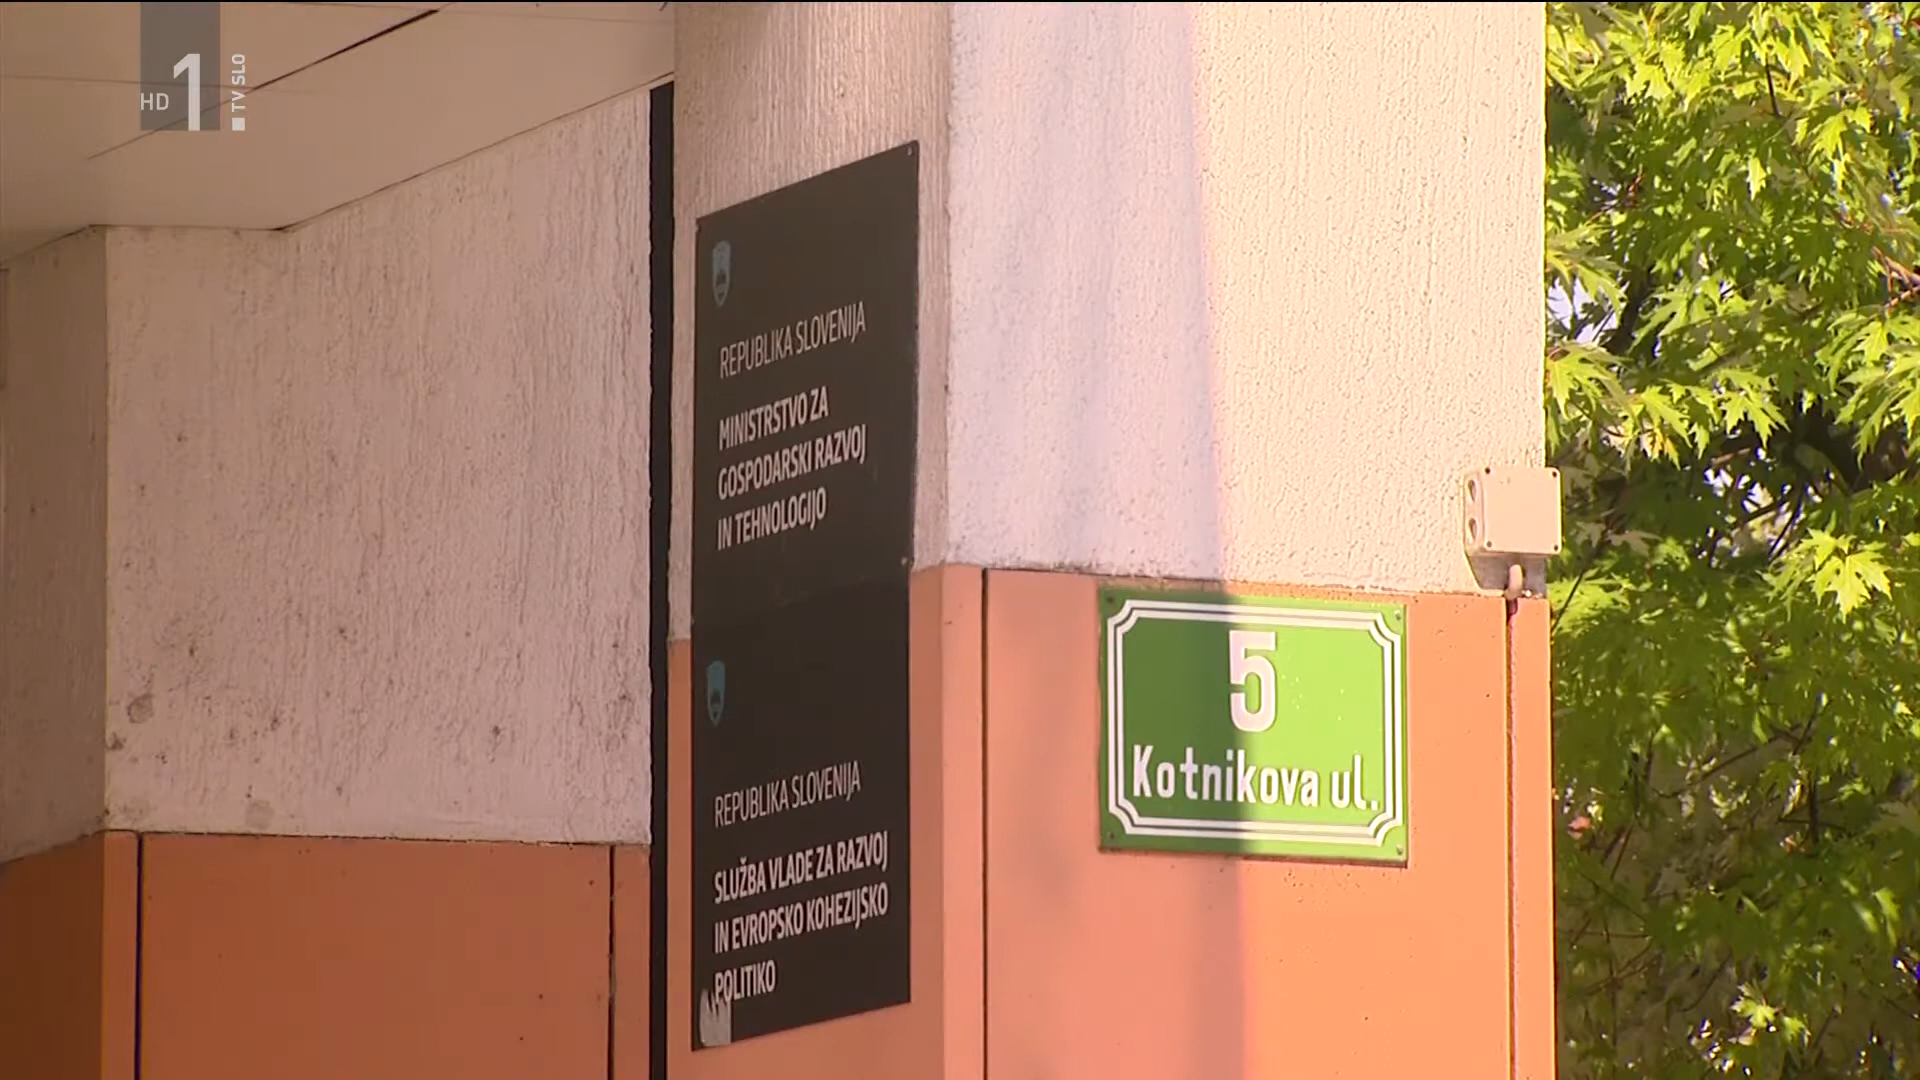 HD 1 TV SLO
REPUBLIKA SLOVENIJA
MINISTRSTVO ZA
GOSPODARSKI RAZVOJ
IN TEHNOLOGIJO
REPUBLIKA SLOVENIJA
SLUŽBA VLADE ZA RAZVOJ
IN EVROPSKO KOHEZIJSKO
POLITIKO
5
Kotnikova ul.